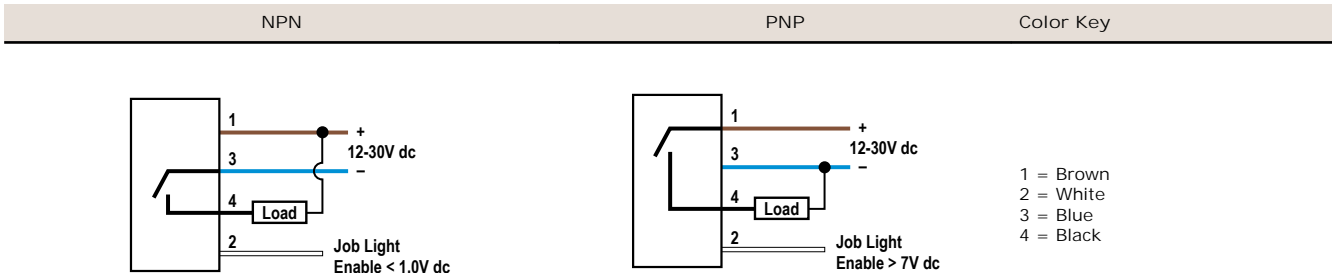 NPN PNP Color Key
1
+
12-30V dc
3
–
4
Load
2
Job Light
Enable < 1.0V dc
1
+
12-30V dc
3
–
4
Load
2
Job Light
Enable > 7V dc
1 = Brown
2 = White
3 = Blue
4 = Black